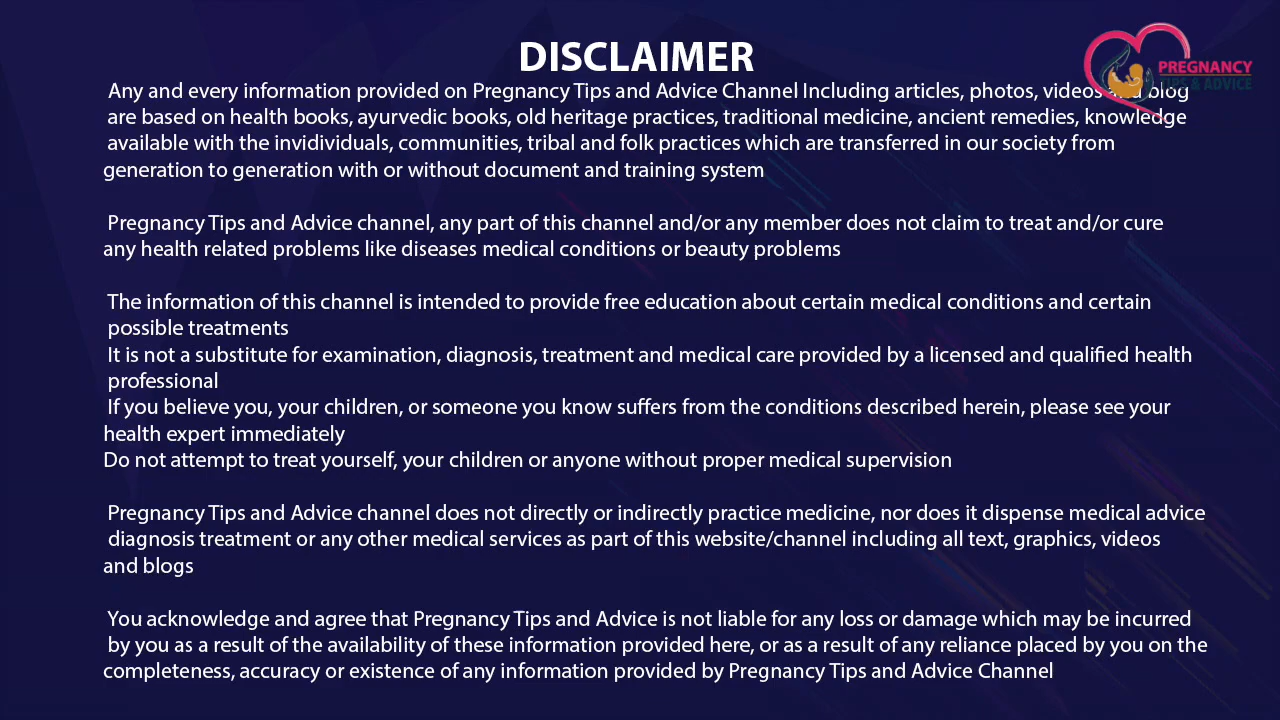 DISCLAIMER
PREGNANCY
TIPS & ADVICE
Any and every information provided on Pregnancy Tips and Advice Channel Including articles, photos, videos and blog
are based on health books, ayurvedic books, old heritage practices, traditional medicine, ancient remedies, knowledge
available with the invidividuals, communities, tribal and folk practices which are transferred in our society from
generation to generation with or without document and training system
Pregnancy Tips and Advice channel, any part of this channel and/or any member does not claim to treat and/or cure
any health related problems like diseases medical conditions or beauty problems
The information of this channel is intended to provide free education about certain medical conditions and certain
possible treatments
It is not a substitute for examination, diagnosis, treatment and medical care provided by a licensed and qualified health
professional
If you believe you, your children, or someone you know suffers from the conditions described herein, please see your
health expert immediately
Do not attempt to treat yourself, your children or anyone without proper medical supervision
Pregnancy Tips and Advice channel does not directly or indirectly practice medicine, nor does it dispense medical advice
diagnosis treatment or any other medical services as part of this website/channel including all text, graphics, videos
and blogs
You acknowledge and agree that Pregnancy Tips and Advice is not liable for any loss or damage which may be incurred
by you as a result of the availability of these information provided here, or as a result of any reliance placed by you on the
completeness, accuracy or existence of any information provided by Pregnancy Tips and Advice Channel